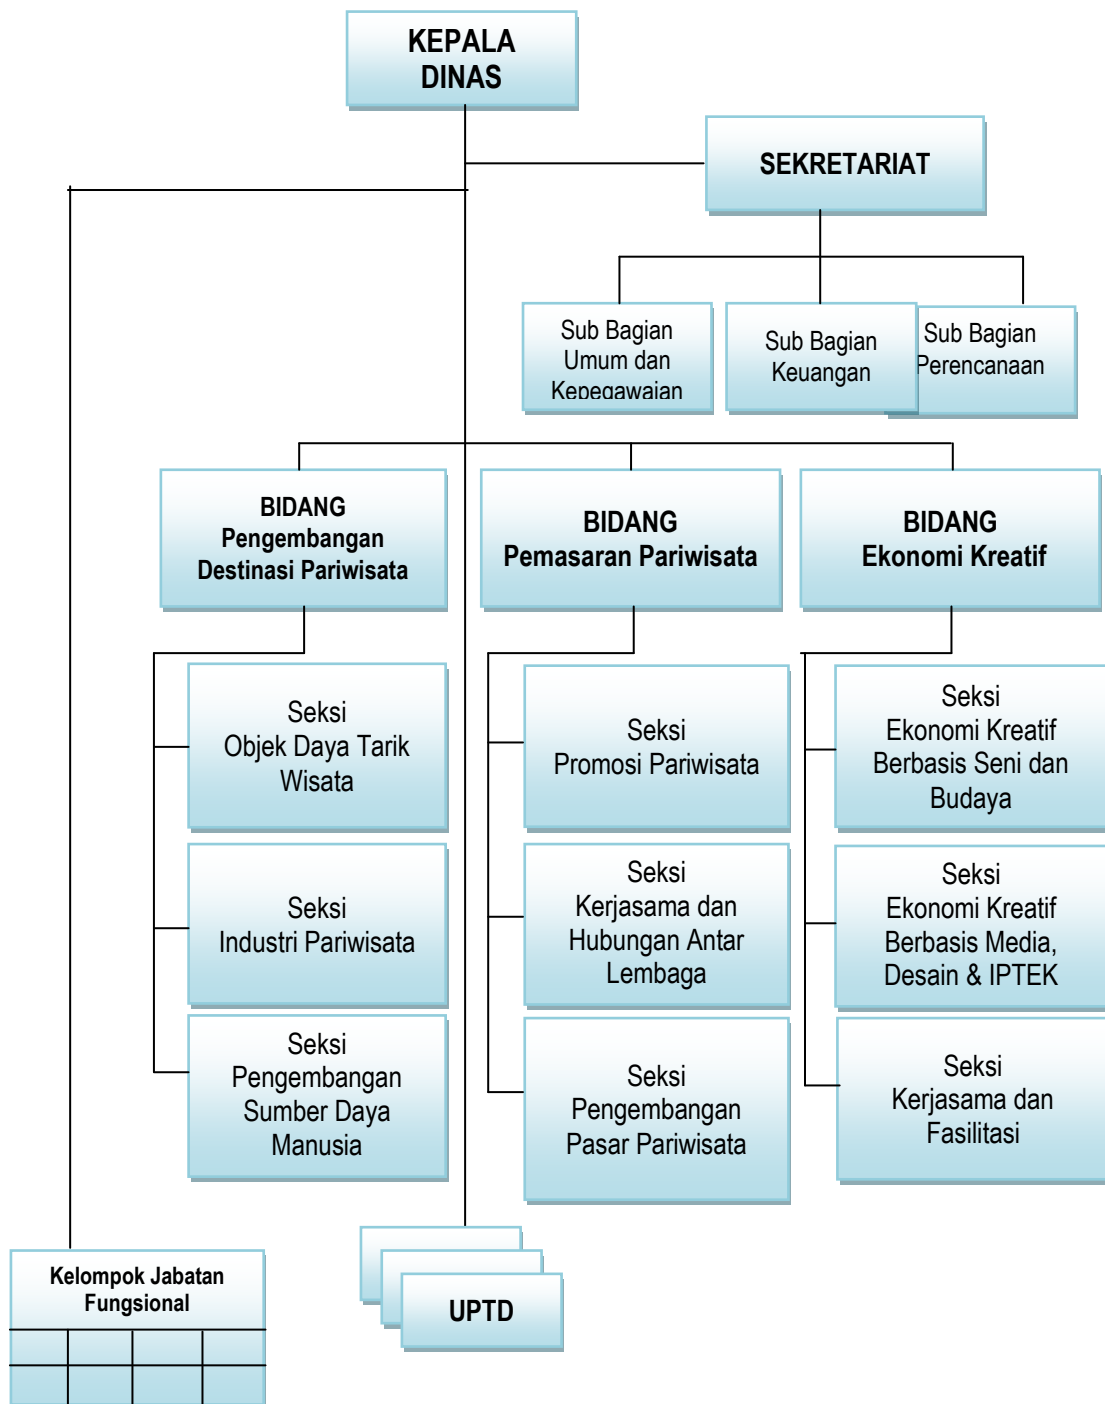 KEPALA
DINAS
SEKRETARIAT
Sub Bagian
Umum dan
Kepegawaian
Sub Bagian
Keuangan
Sub Bagian
Perencanaan
BIDANG
Pengembangan
Destinasi Pariwisata
BIDANG
Pemasaran Pariwisata
BIDANG
Ekonomi Kreatif
Seksi
Objek Daya Tarik
Wisata
Seksi
Industri Pariwisata
Seksi
Pengembangan
Sumber Daya
Manusia
Seksi
Promosi Pariwisata
Seksi
Kerjasama dan
Hubungan Antar
Lembaga
Seksi
Pengembangan
Pasar Pariwisata
Seksi
Ekonomi Kreatif
Berbasis Seni dan
Budaya
Seksi
Ekonomi Kreatif
Berbasis Media,
Desain & IPTEK
Seksi
Kerjasama dan
Fasilitasi
Kelompok Jabatan
Fungsional
UPTD